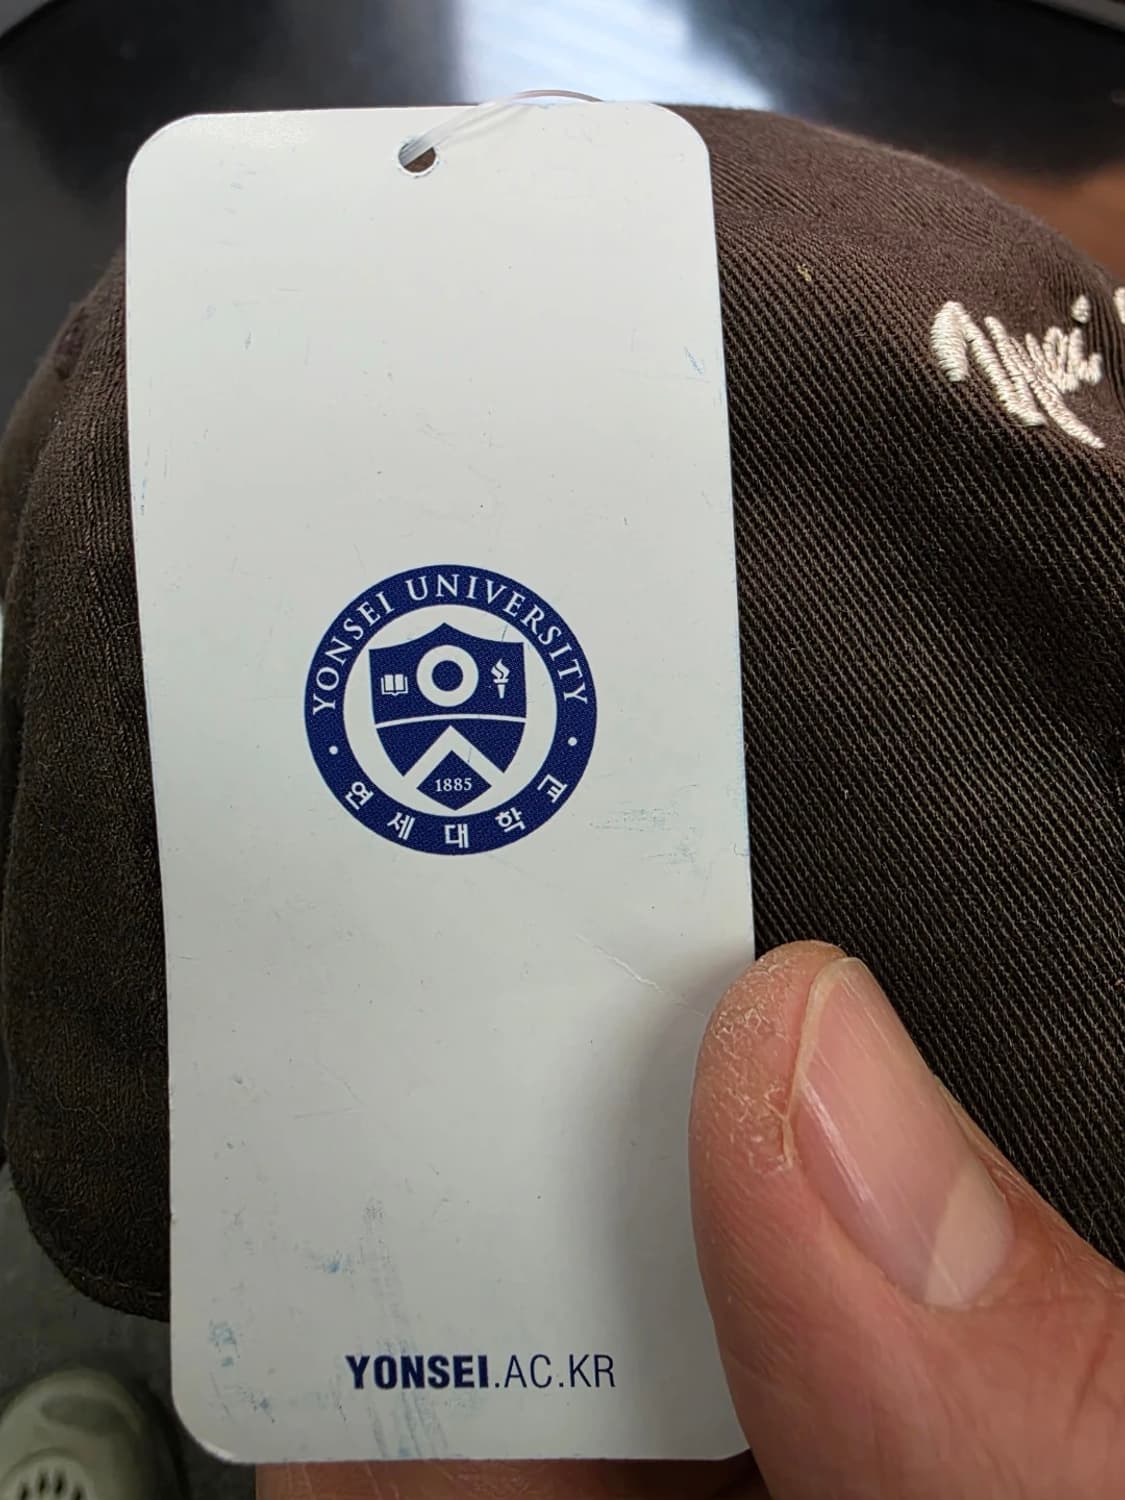 YONSEI UNIVERSITY
1885
연세대학교
YONSEI.AC.KR